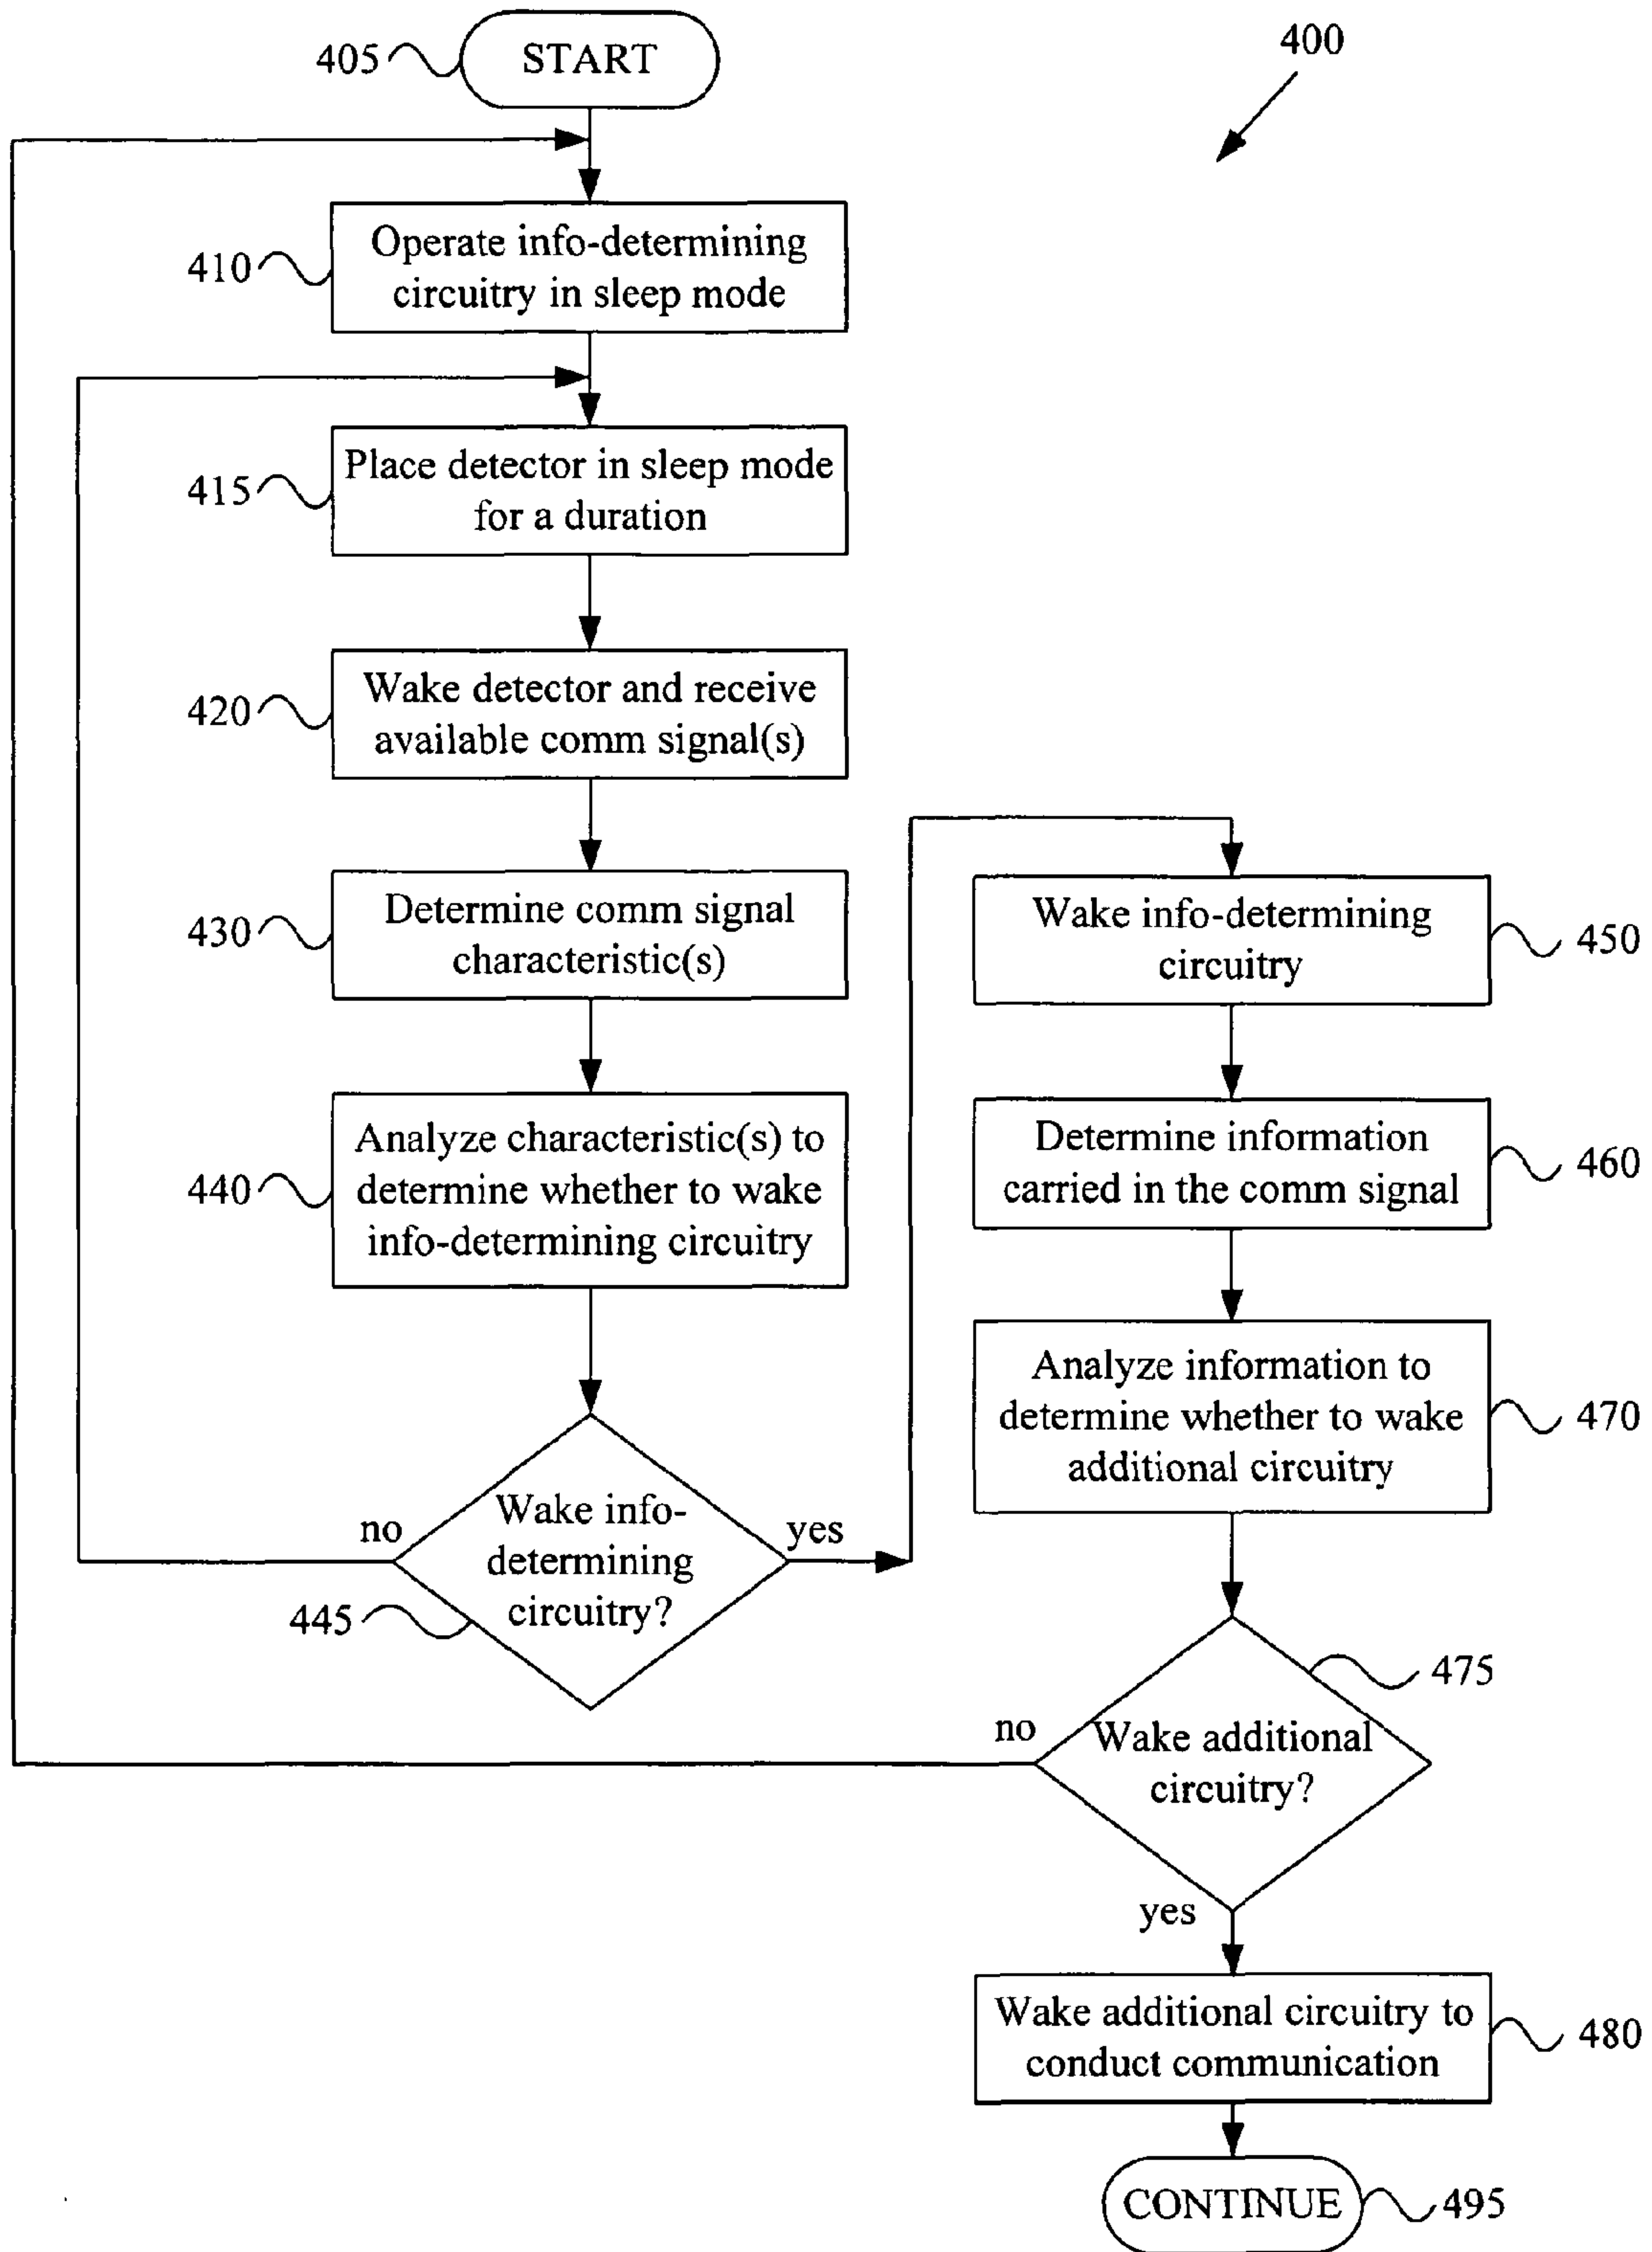 400
405
START
410
Operate info-determining
circuitry in sleep mode
415
Place detector in sleep mode
for a duration
420
Wake detector and receive
available comm signal(s)
430
Determine comm signal
characteristic(s)
440
Analyze characteristic(s) to
determine whether to wake
info-determining circuitry
no
yes
445
Wake info-
determining
circuitry?
Wake info-determining
circuitry
450
Determine information
carried in the comm signal
460
Analyze information to
determine whether to wake
additional circuitry
470
475
no
Wake additional
circuitry?
yes
Wake additional circuitry to
conduct communication
480
CONTINUE
495